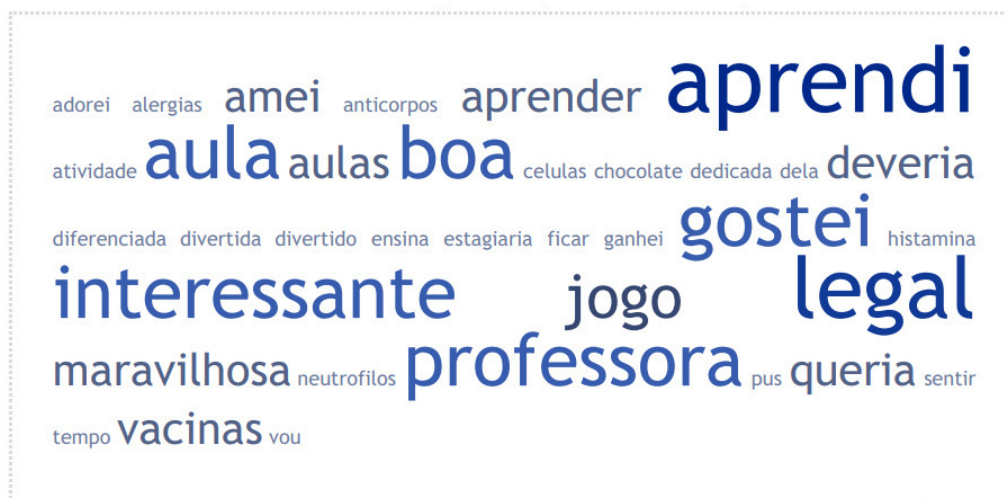 adorei alergias amei anticorpos aprender aprendi
atividade aula aulas boa celulas chocolate dedicada dela deveria
diferenciada divertida divertido ensina estagiaria ficar ganhei gostei histamina
interessante jogo legal
maravilhosa neutrofilos professora pus queria sentir
tempo vacinas vou